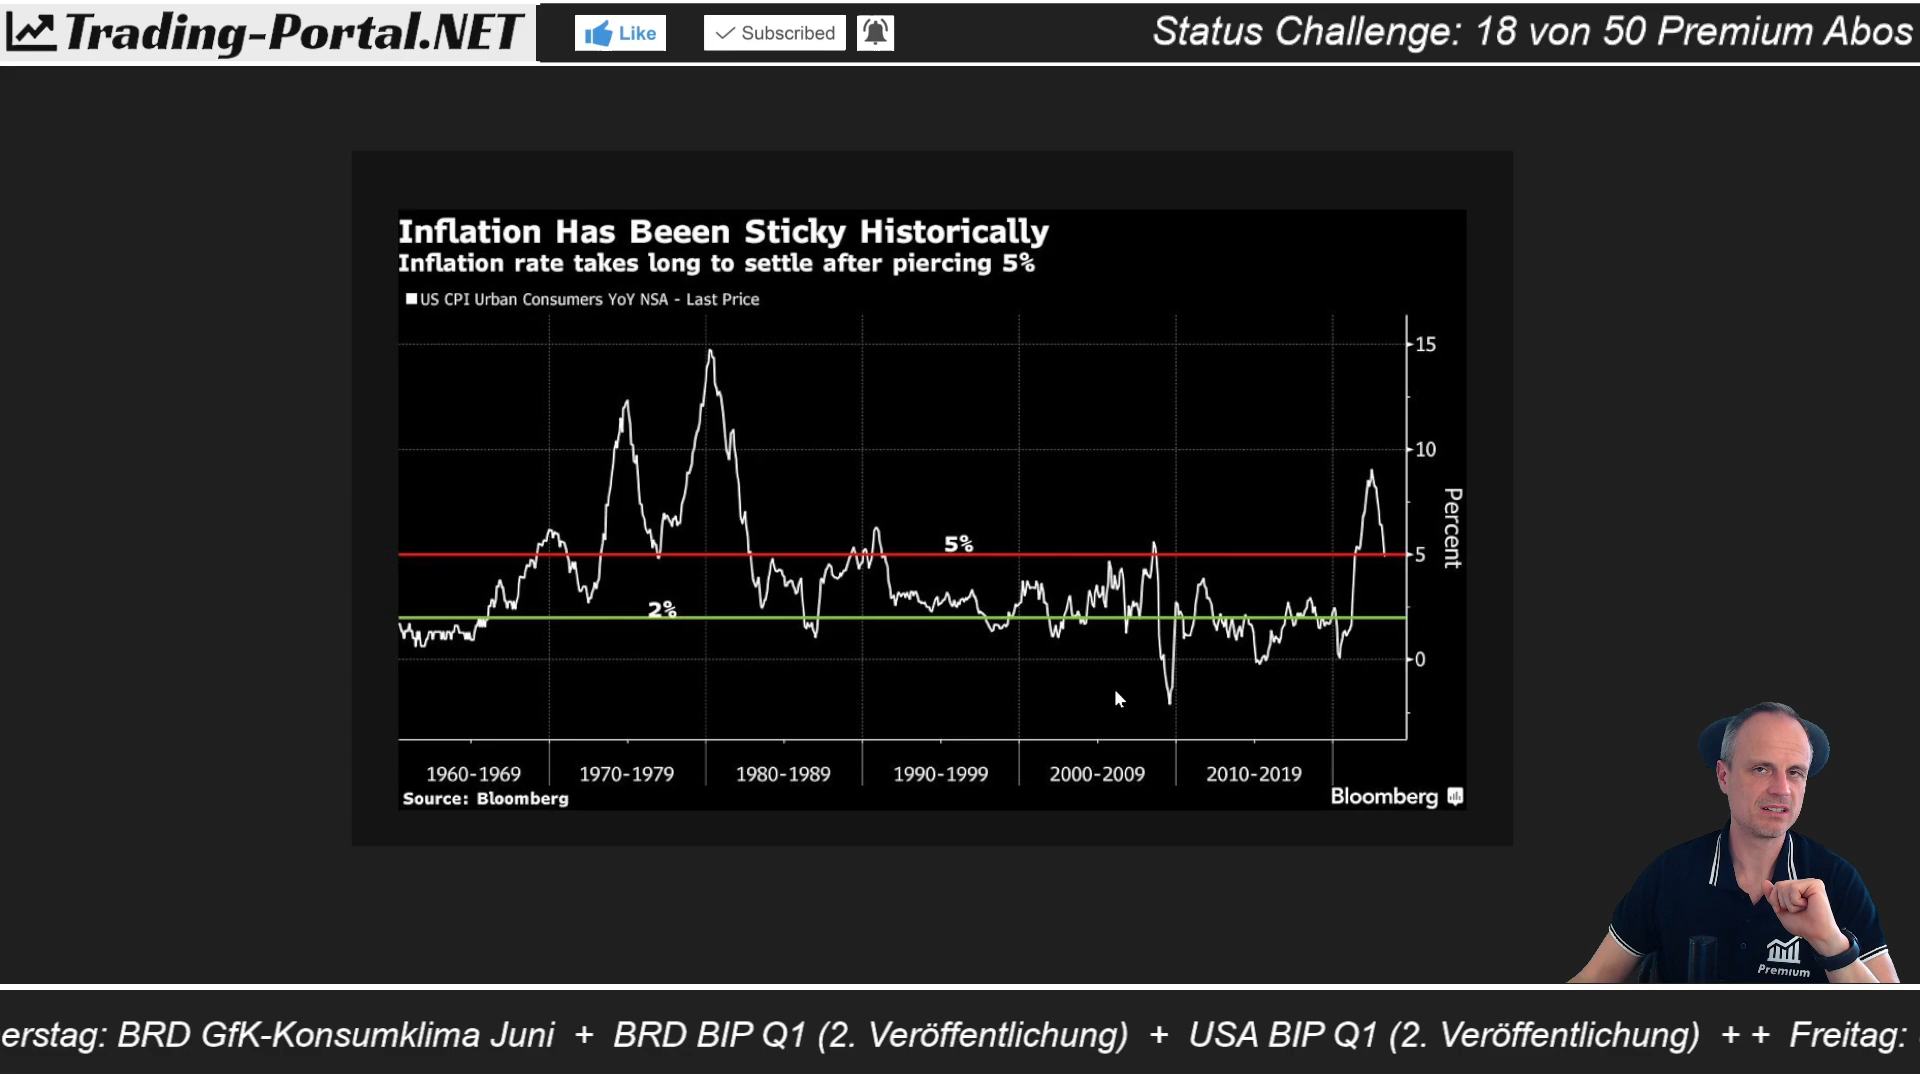 Trading-Portal.NET
Like
Subscribed
Status Challenge: 18 von 50 Premium Abos
Inflation Has Beeen Sticky Historically
Inflation rate takes long to settle after piercing 5%
US CPI Urban Consumers YoY NSA - Last Price
15
10
5
0
Percent
5%
2%
1960-1969
1970-1979
1980-1989
1990-1999
2000-2009
2010-2019
Source: Bloomberg
Bloomberg
Premium
erstag: BRD GfK-Konsumklima Juni + BRD BIP Q1 (2. Veröffentlichung) + USA BIP Q1 (2. Veröffentlichung) + + Freitag: